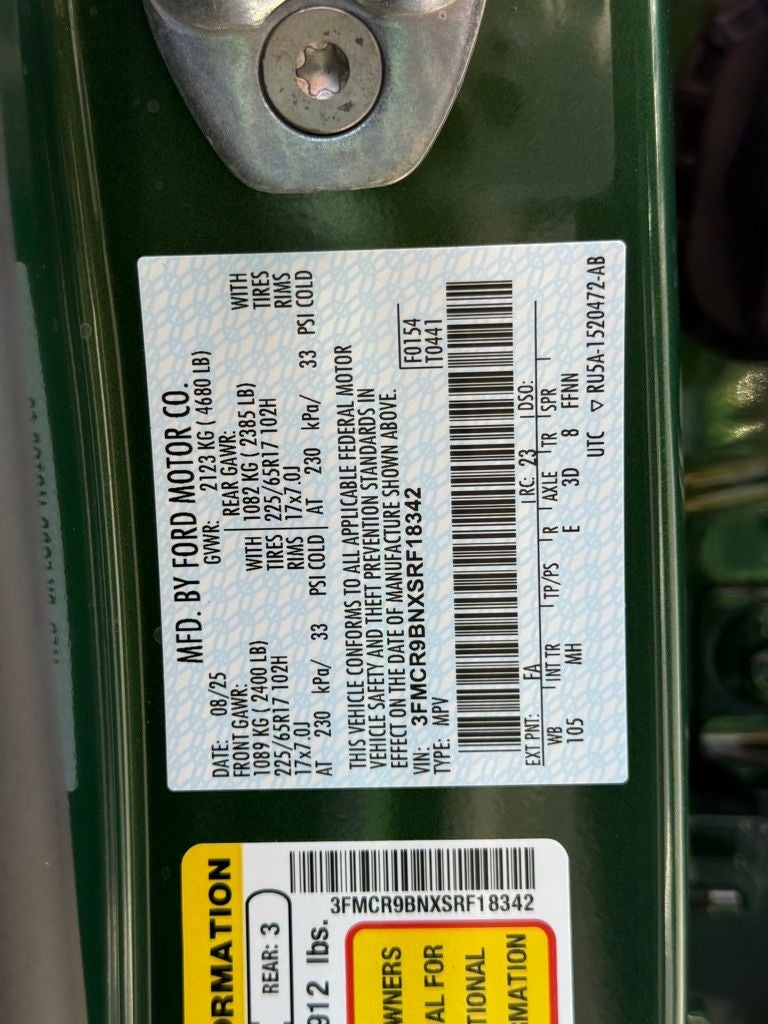 MFD. BY FORD MOTOR CO.
DATE: 08/25 GVWR: 2123 KG ( 4680 LB)
FRONT GAWR: REAR GAWR:
1089 KG ( 2400 LB) WITH 1082 KG ( 2385 LB) WITH
225/65R17 102H TIRES 225/65R17 102H TIRES
17x7.0J RIMS 17x7.0J RIMS
AT 230 kPa/ 33 PSI COLD AT 230 kPa/ 33 PSI COLD
THIS VEHICLE CONFORMS TO ALL APPLICABLE FEDERAL MOTOR
VEHICLE SAFETY AND THEFT PREVENTION STANDARDS IN
EFFECT ON THE DATE OF MANUFACTURE SHOWN ABOVE.
VIN: 3FMCR9BNXSRF18342 F0154
TYPE: MPV T0441
EXT PNT: FA RC: 23 DSO:
WB INT TR TP/PS R AXLE TR SPR
105 MH E 3D 8 FFNN
UTC ▽ RU5A-1520472-AB
ORMATION
REAR: 3
912 lbs.
3FMCR9BNXSRF18342
WNERS
AL FOR
TIONAL
RMATION